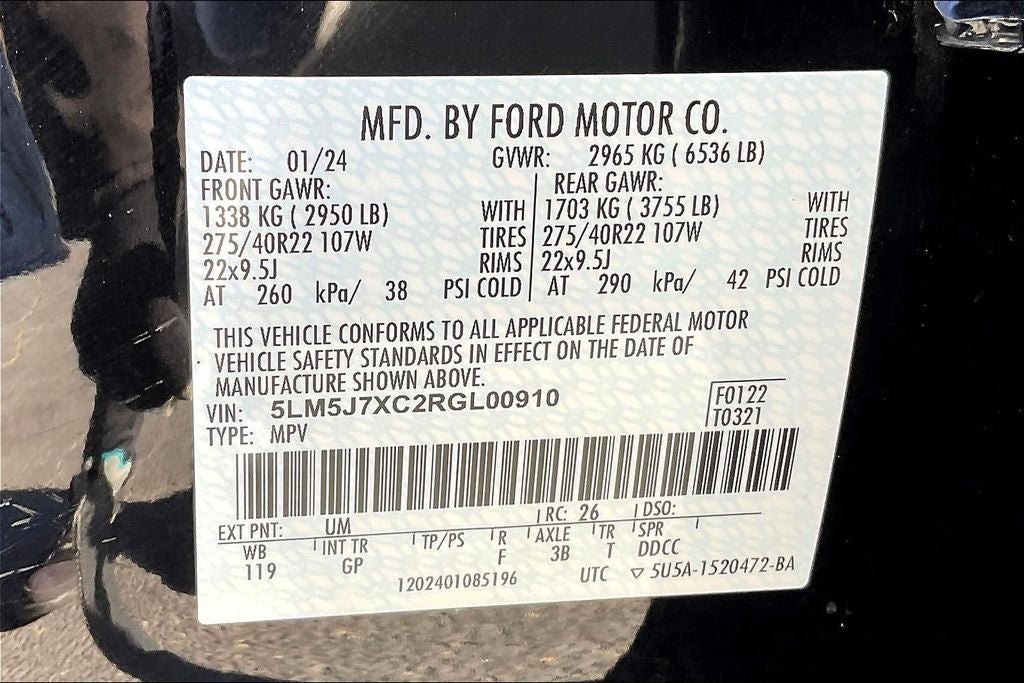 MFD. BY FORD MOTOR CO.
DATE: 01/24 GVWR: 2965 KG ( 6536 LB)
FRONT GAWR: REAR GAWR:
1338 KG ( 2950 LB) WITH 1703 KG ( 3755 LB) WITH
275/40R22 107W TIRES 275/40R22 107W TIRES
22x9.5J RIMS 22x9.5J RIMS
AT 260 kPa/ 38 PSI COLD AT 290 kPa/ 42 PSI COLD
THIS VEHICLE CONFORMS TO ALL APPLICABLE FEDERAL MOTOR
VEHICLE SAFETY STANDARDS IN EFFECT ON THE DATE OF
MANUFACTURE SHOWN ABOVE.
VIN: 5LM5J7XC2RGL00910 F0122
TYPE: MPV T0321
EXT PNT: UM RC: 26 DSO:
WB INT TR TP/PS R AXLE TR SPR
119 GP F 3B T DDCC
1202401085196 UTC ▽ 5U5A-1520472-BA